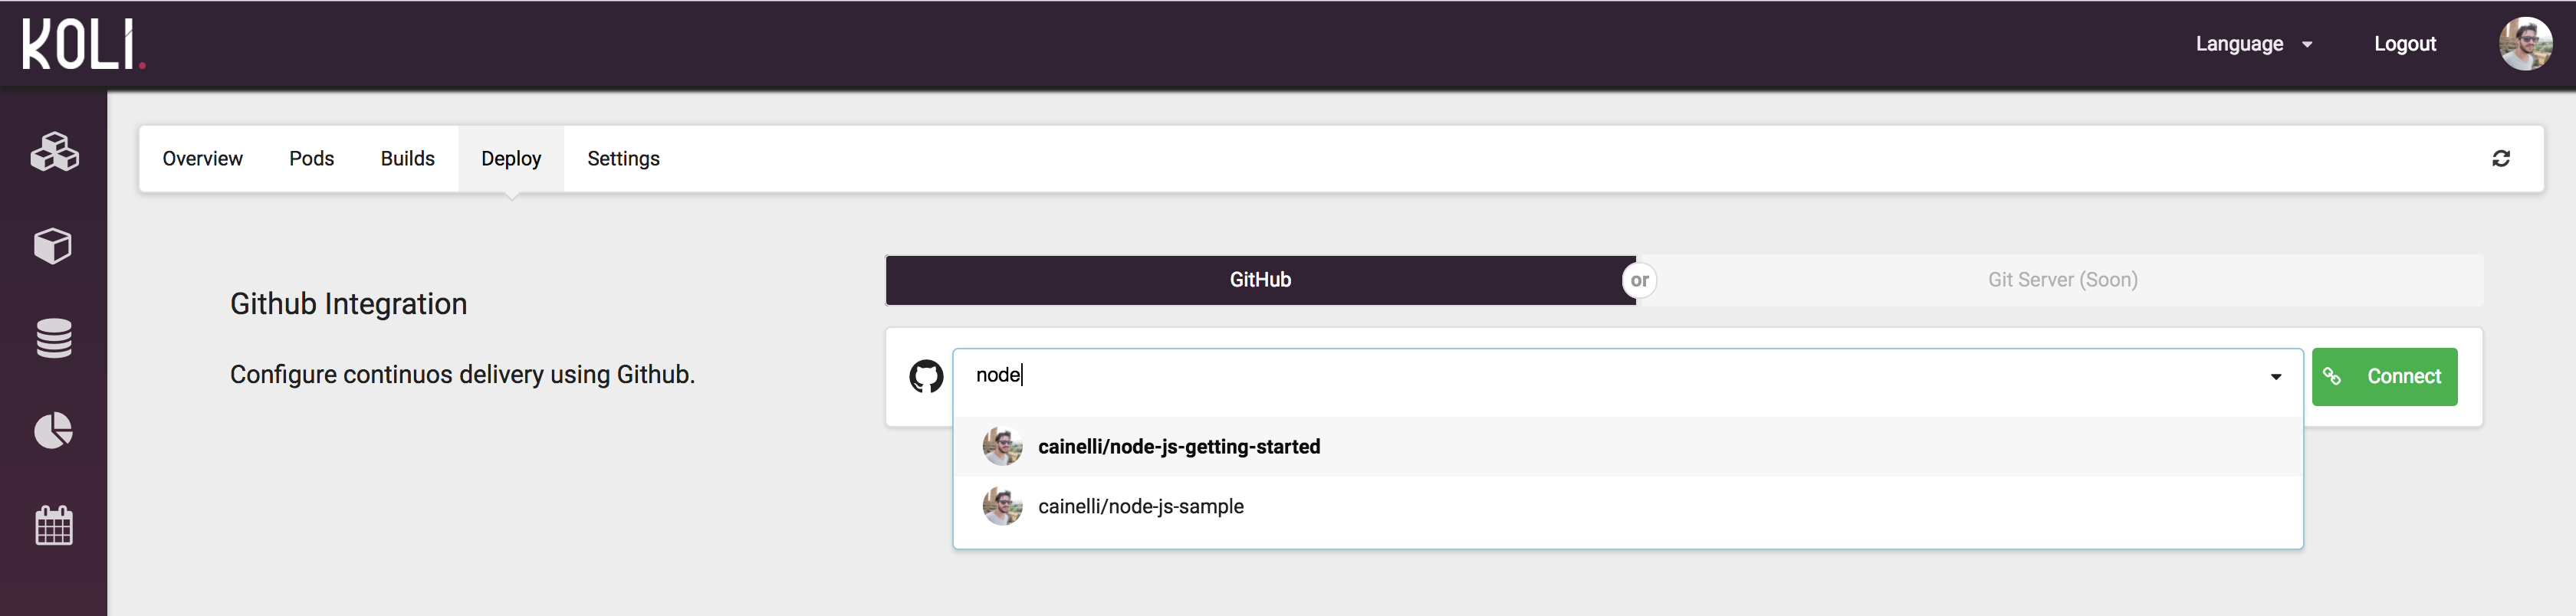 KOLI.
Language
Logout
Overview
Pods
Builds
Deploy
Settings
GitHub
or
Git Server (Soon)
Github Integration
Configure continuos delivery using Github.
node
Connect
cainelli/node-js-getting-started
cainelli/node-js-sample